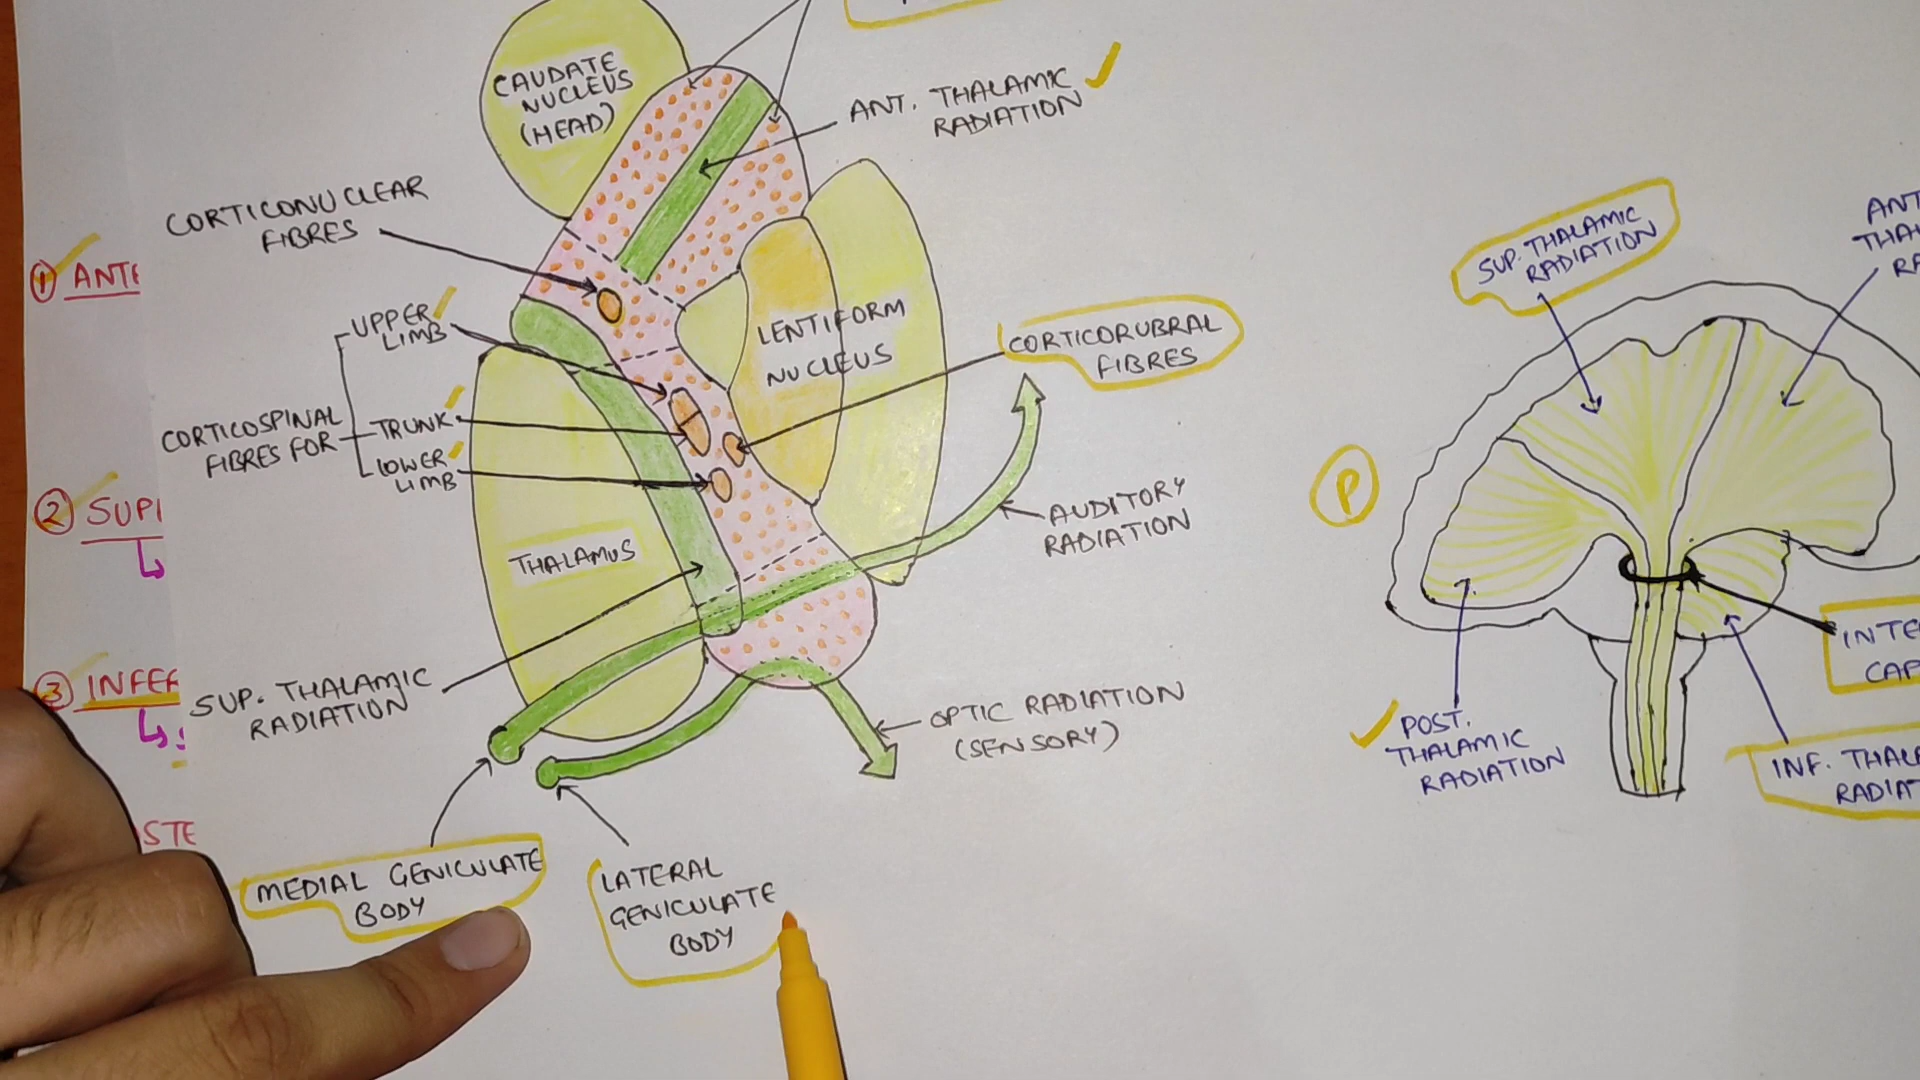 CAUDATE
NUCLEUS
(HEAD)
ANT. THALAMIC
RADIATION
CORTICONUCLEAR
FIBRES
① ANTE
UPPER
LIMB
CORTICOSPINAL
FIBRES FOR
TRUNK
LOWER
LIMB
LENTIFORM
NUCLEUS
CORTICORUBRAL
FIBRES
② SUPE
THALAMUS
AUDITORY
RADIATION
③ INFER
SUP. THALAMIC
RADIATION
OPTIC RADIATION
(SENSORY)
STE
MEDIAL GENICULATE
BODY
LATERAL
GENICULATE
BODY
SUP. THALAMIC
RADIATION
ANT
THA
RA
P
INTE
CAP
POST.
THALAMIC
RADIATION
INF. THALA
RADIAT